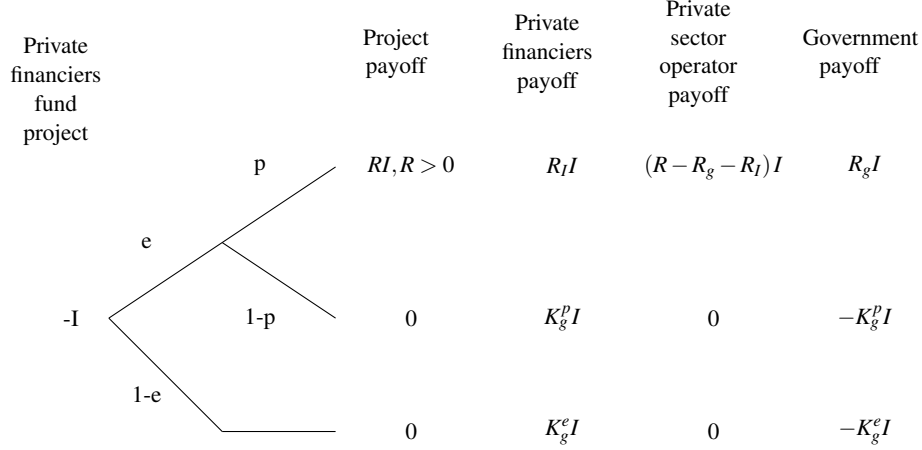 Private
financiers
fund
project
Project
payoff
Private
financiers
payoff
Private
sector
operator
payoff
Government
payoff
p
RI, R > 0
R_I I
(R − R_g − R_I)I
R_g I
e
-I
1-p
0
K_g^p I
0
−K_g^p I
1-e
0
K_g^e I
0
−K_g^e I